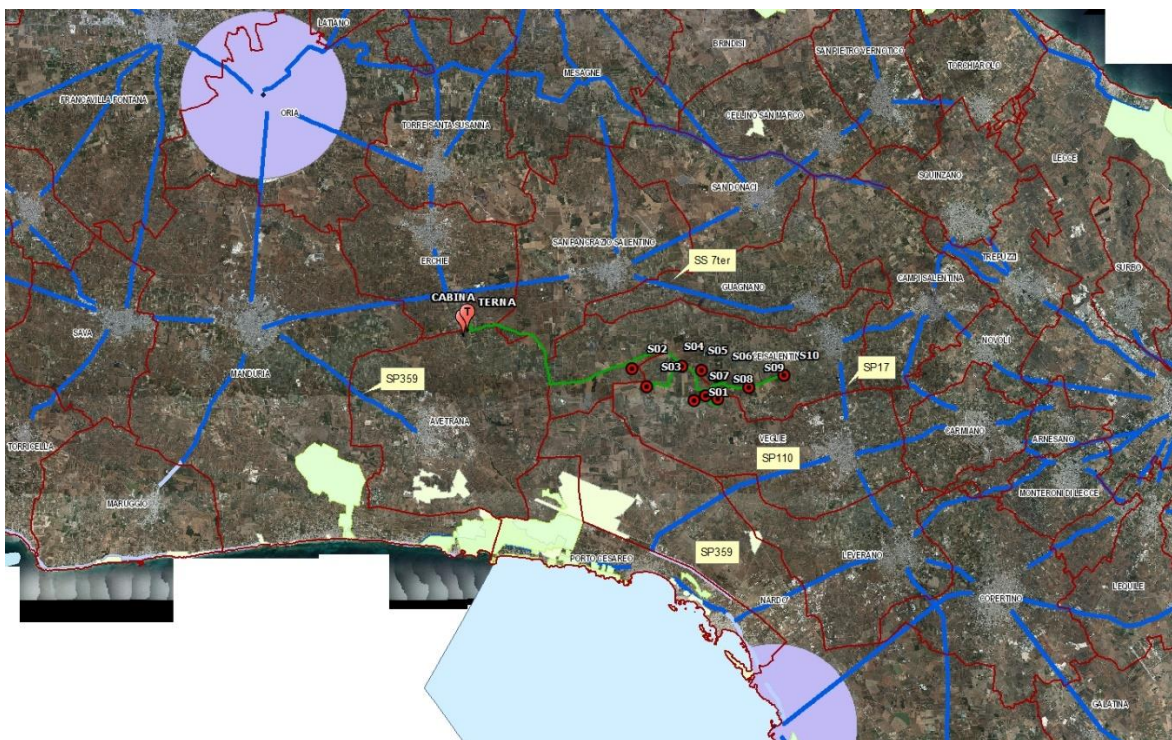 LATIANO
BRINDISI
SAN PIETRO VERNOTICO
TORCHIAROLO
MESAGNE
FRANCAVILLA FONTANA
ORIA
TORRE SANTA SUSANNA
CELLINO SAN MARCO
LECCE
SQUINZANO
SAN DONACI
SAN PANCRAZIO SALENTINO
ERCHIE
SS 7ter
TREPUZZI
SURBO
CAMPI SALENTINA
GUAGNANO
CABINA
TERNA
SAVA
MANDURIA
NOVOLI
S02
S04
S05
S06
CE SALENTIN
S10
S03
S07
S09
S08
S01
SP17
SP359
AVETRANA
TORRICELLA
VEGLIE
CARMIANO
ARNESANO
SP110
MONTERONI DI LECCE
MARUGGIO
SP359
PORTO CESAREO
LEVERANO
NARDO'
COPERTINO
LEQUILE
GALATINA